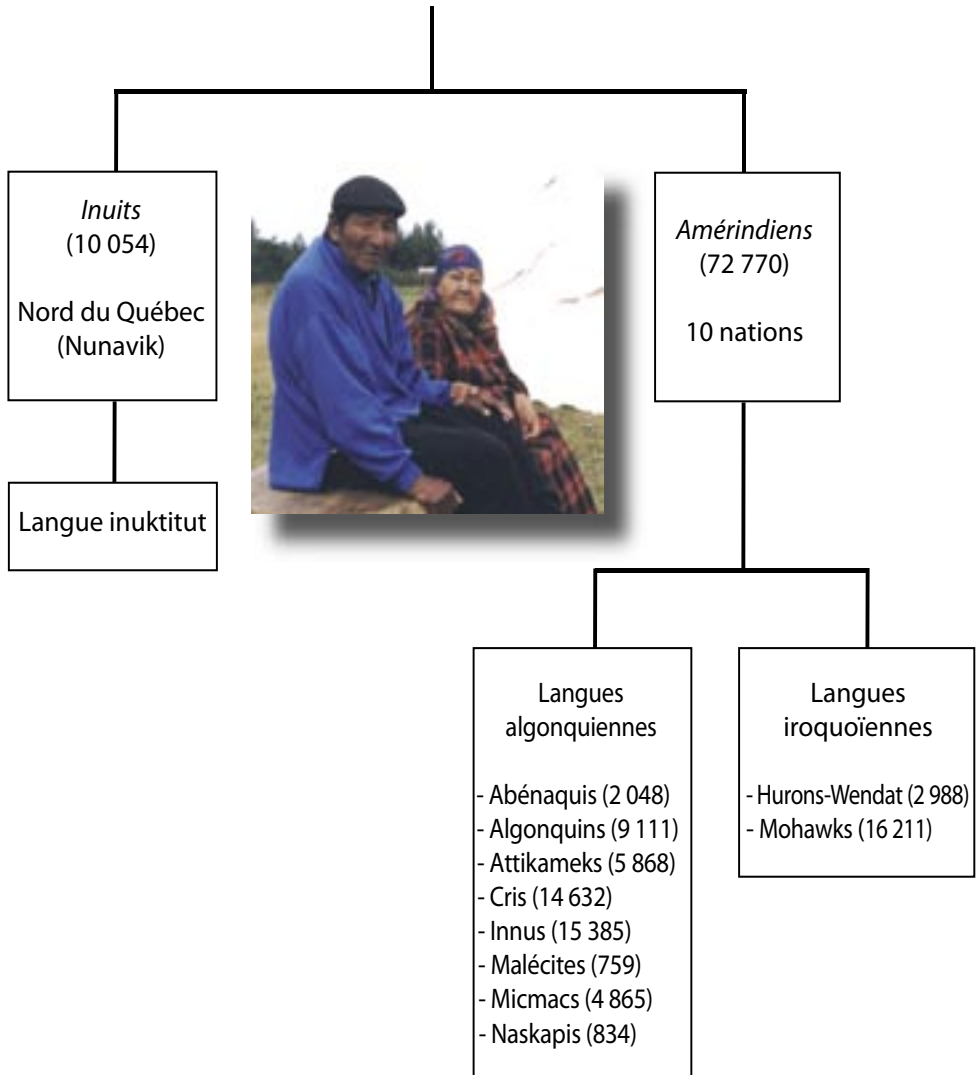 Inuits
(10 054)
Nord du Québec
(Nunavik)
Langue inuktitut
Amérindiens
(72 770)
10 nations
Langues
algonquiennes
- Abénaquis (2 048)
- Algonquins (9 111)
- Attikameks (5 868)
- Cris (14 632)
- Innus (15 385)
- Malécites (759)
- Micmacs (4 865)
- Naskapis (834)
Langues
iroquoïennes
- Hurons-Wendat (2 988)
- Mohawks (16 211)